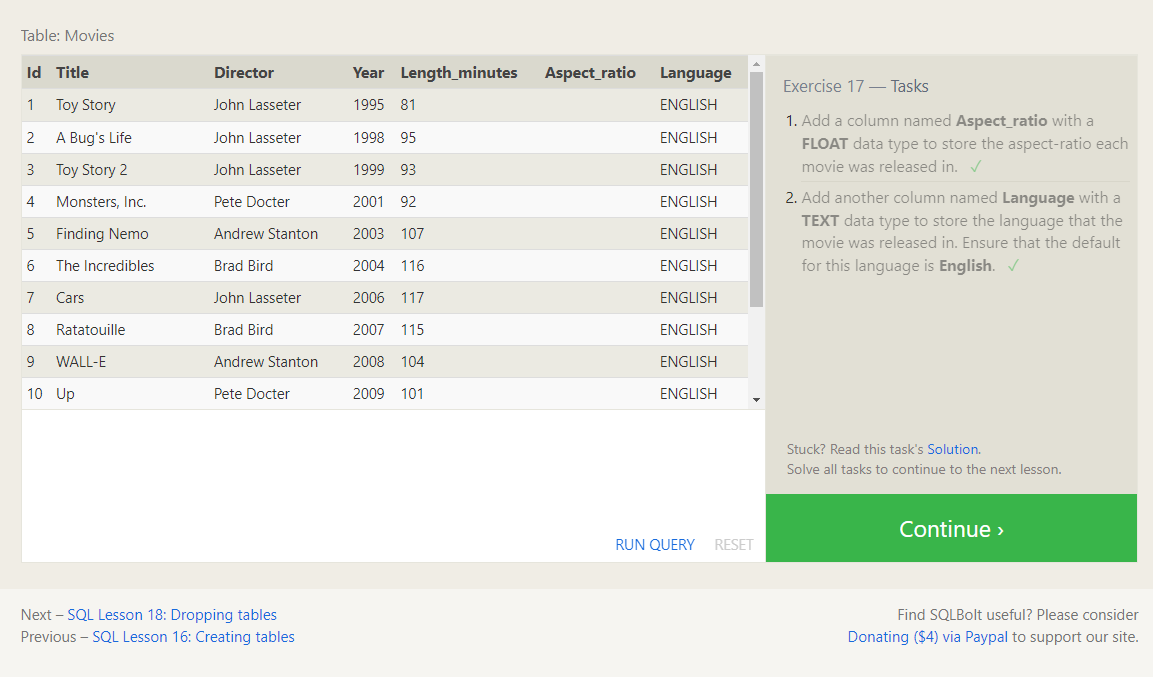 Table: Movies
Id Title Director Year Length_minutes Aspect_ratio Language
1 Toy Story John Lasseter 1995 81 ENGLISH
2 A Bug's Life John Lasseter 1998 95 ENGLISH
3 Toy Story 2 John Lasseter 1999 93 ENGLISH
4 Monsters, Inc. Pete Docter 2001 92 ENGLISH
5 Finding Nemo Andrew Stanton 2003 107 ENGLISH
6 The Incredibles Brad Bird 2004 116 ENGLISH
7 Cars John Lasseter 2006 117 ENGLISH
8 Ratatouille Brad Bird 2007 115 ENGLISH
9 WALL-E Andrew Stanton 2008 104 ENGLISH
10 Up Pete Docter 2009 101 ENGLISH
RUN QUERY RESET
Exercise 17 — Tasks
1. Add a column named Aspect_ratio with a
FLOAT data type to store the aspect-ratio each
movie was released in. ✓
2. Add another column named Language with a
TEXT data type to store the language that the
movie was released in. Ensure that the default
for this language is English. ✓
Stuck? Read this task's Solution.
Solve all tasks to continue to the next lesson.
Continue ›
Next – SQL Lesson 18: Dropping tables
Previous – SQL Lesson 16: Creating tables
Find SQLBolt useful? Please consider
Donating ($4) via Paypal to support our site.